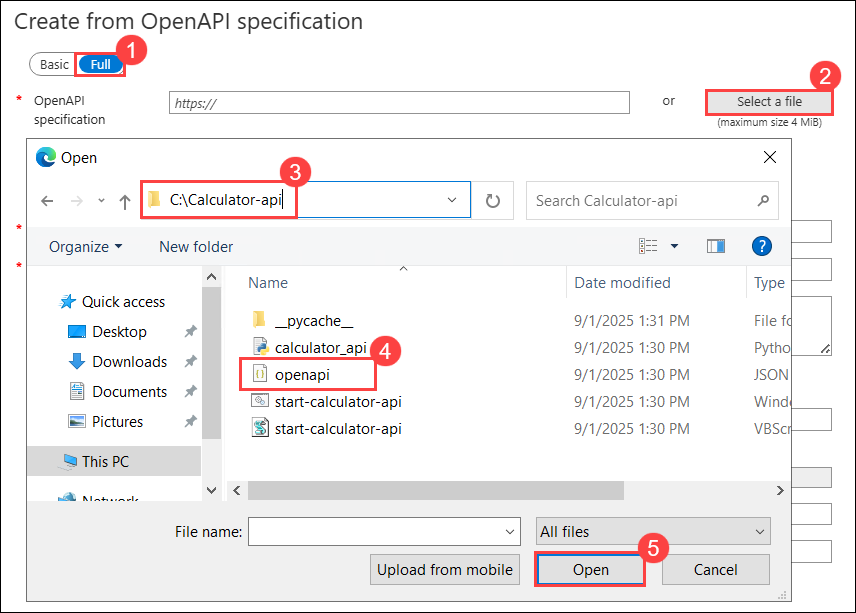 Create from OpenAPI specification
1
Basic Full
2
* OpenAPI specification
https://
or
Select a file
(maximum size 4 MiB)
Open
3
C:\Calculator-api
Search Calculator-api
*
Organize
New folder
?
*
Name Date modified Type
Quick access
Desktop
Downloads
Documents
Pictures
This PC
Network
__pycache__ 9/1/2025 1:31 PM File fo
calculator_api 9/1/2025 1:30 PM Pytho
4
openapi 9/1/2025 1:30 PM JSON
start-calculator-api 9/1/2025 1:30 PM Windo
start-calculator-api 9/1/2025 1:30 PM VBScr
File name:
All files
5
Upload from mobile
Open
Cancel